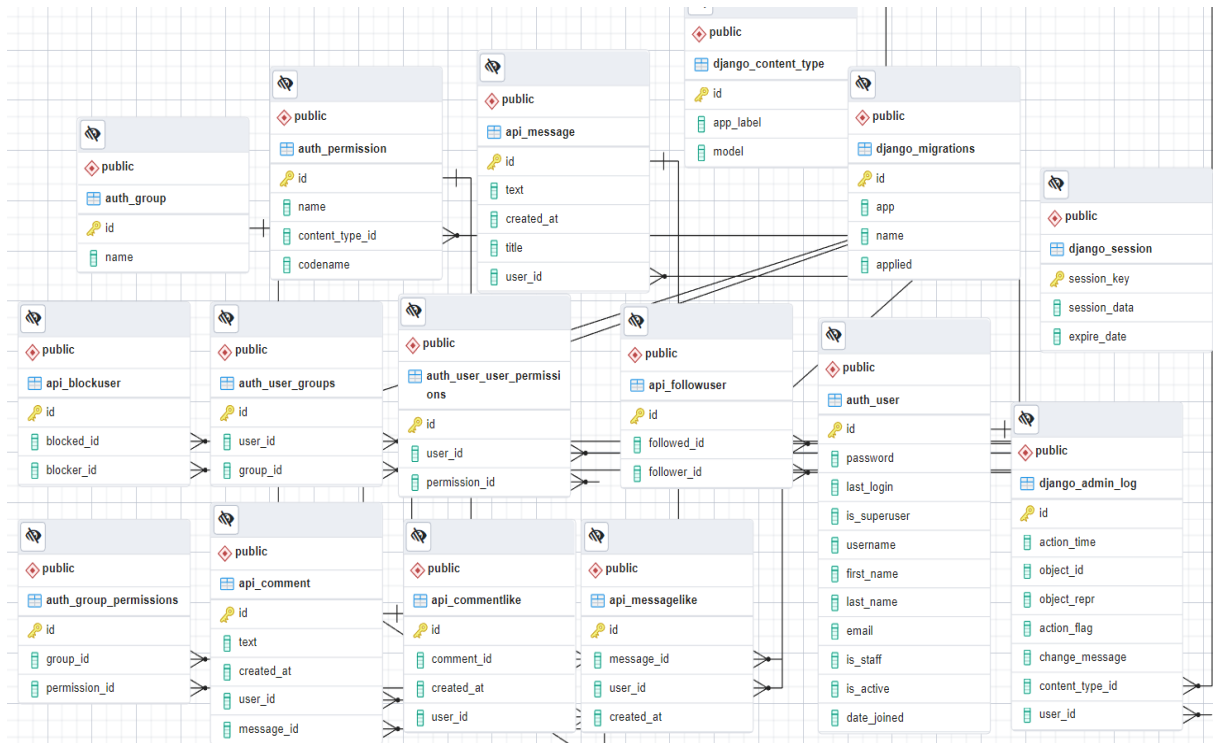 public
django_content_type
id
app_label
model
public
api_message
id
text
created_at
title
user_id
public
auth_permission
id
name
content_type_id
codename
public
django_migrations
id
app
name
applied
public
auth_group
id
name
public
django_session
session_key
session_data
expire_date
public
api_blockuser
id
blocked_id
blocker_id
public
auth_user_groups
id
user_id
group_id
public
auth_user_user_permissi
ons
id
user_id
permission_id
public
api_followuser
id
followed_id
follower_id
public
auth_user
id
password
last_login
is_superuser
username
first_name
last_name
email
is_staff
is_active
date_joined
public
django_admin_log
id
action_time
object_id
object_repr
action_flag
change_message
content_type_id
user_id
public
auth_group_permissions
id
group_id
permission_id
public
api_comment
id
text
created_at
user_id
message_id
public
api_commentlike
id
comment_id
created_at
user_id
public
api_messagelike
id
message_id
user_id
created_at